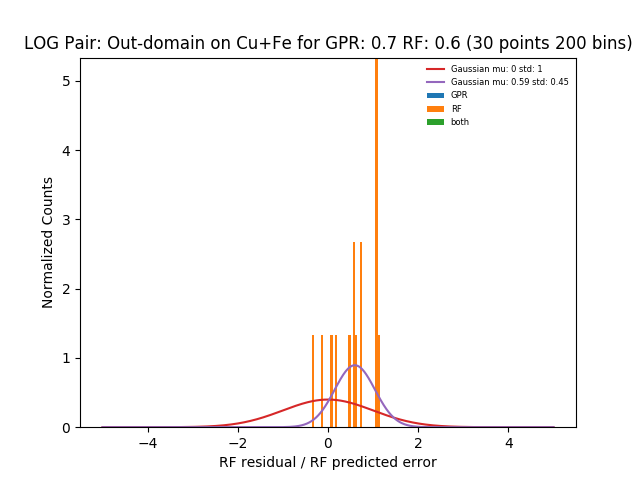 LOG Pair: Out-domain on Cu+Fe for GPR: 0.7 RF: 0.6 (30 points 200 bins)
Gaussian mu: 0 std: 1
Gaussian mu: 0.59 std: 0.45
GPR
RF
both
Normalized Counts
5
4
3
2
1
0
−4
−2
0
2
4
RF residual / RF predicted error